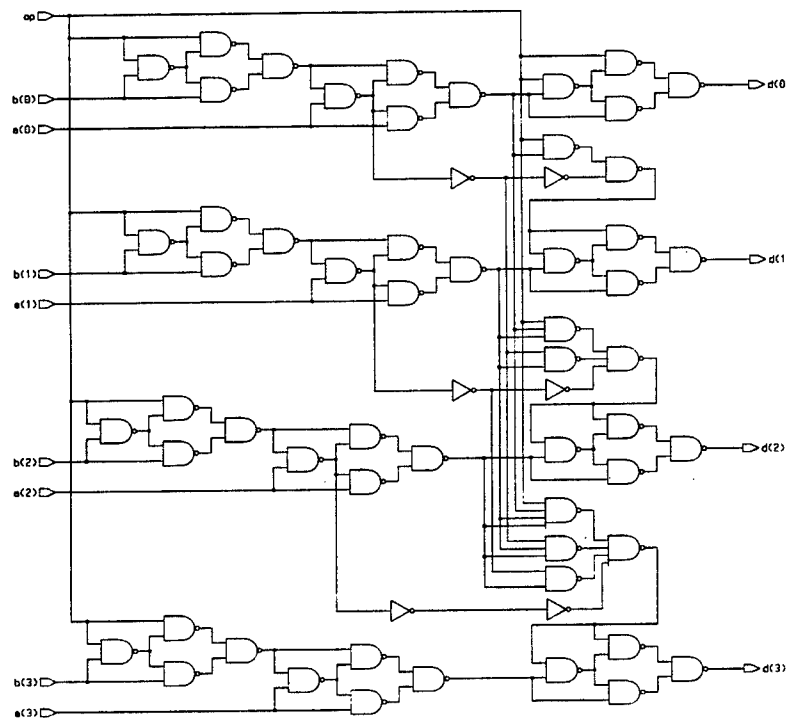 op
b(0)
a(0)
d(0
b(1)
a(1)
d(1
b(2)
a(2)
d(2)
b(3)
a(3)
d(3)